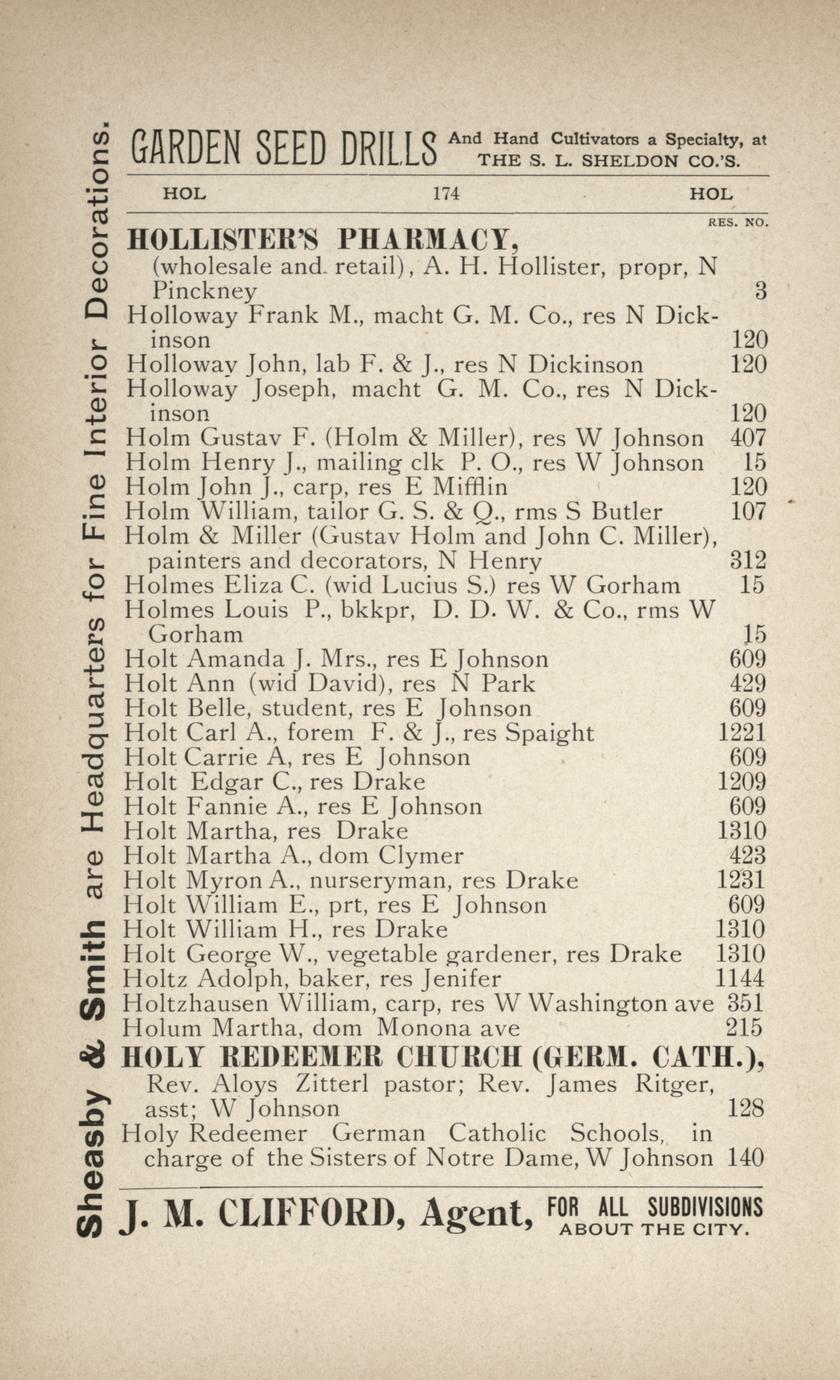 GARDEN SEED DRILLS And Hand Cultivators a Specialty, at
THE S. L. SHELDON CO.'S.
HOL 174 HOL
RES. NO.
HOLLISTER'S PHARMACY,
(wholesale and retail), A. H. Hollister, propr, N
Pinckney 3
Holloway Frank M., macht G. M. Co., res N Dick-
inson 120
Holloway John, lab F. & J., res N Dickinson 120
Holloway Joseph, macht G. M. Co., res N Dick-
inson 120
Holm Gustav F. (Holm & Miller), res W Johnson 407
Holm Henry J., mailing clk P. O., res W Johnson 15
Holm John J., carp, res E Mifflin 120
Holm William, tailor G. S. & Q., rms S Butler 107
Holm & Miller (Gustav Holm and John C. Miller),
painters and decorators, N Henry 312
Holmes Eliza C. (wid Lucius S.) res W Gorham 15
Holmes Louis P., bkkpr, D. D. W. & Co., rms W
Gorham 15
Holt Amanda J. Mrs., res E Johnson 609
Holt Ann (wid David), res N Park 429
Holt Belle, student, res E Johnson 609
Holt Carl A., forem F. & J., res Spaight 1221
Holt Carrie A, res E Johnson 609
Holt Edgar C., res Drake 1209
Holt Fannie A., res E Johnson 609
Holt Martha, res Drake 1310
Holt Martha A., dom Clymer 423
Holt Myron A., nurseryman, res Drake 1231
Holt William E., prt, res E Johnson 609
Holt William H., res Drake 1310
Holt George W., vegetable gardener, res Drake 1310
Holtz Adolph, baker, res Jenifer 1144
Holtzhausen William, carp, res W Washington ave 351
Holum Martha, dom Monona ave 215
HOLY REDEEMER CHURCH (GERM. CATH.),
Rev. Aloys Zitterl pastor; Rev. James Ritger,
asst; W Johnson 128
Holy Redeemer German Catholic Schools, in
charge of the Sisters of Notre Dame, W Johnson 140
J. M. CLIFFORD, Agent, FOR ALL SUBDIVISIONS
ABOUT THE CITY.
Sheasby & Smith are Headquarters for Fine Interior Decorations.